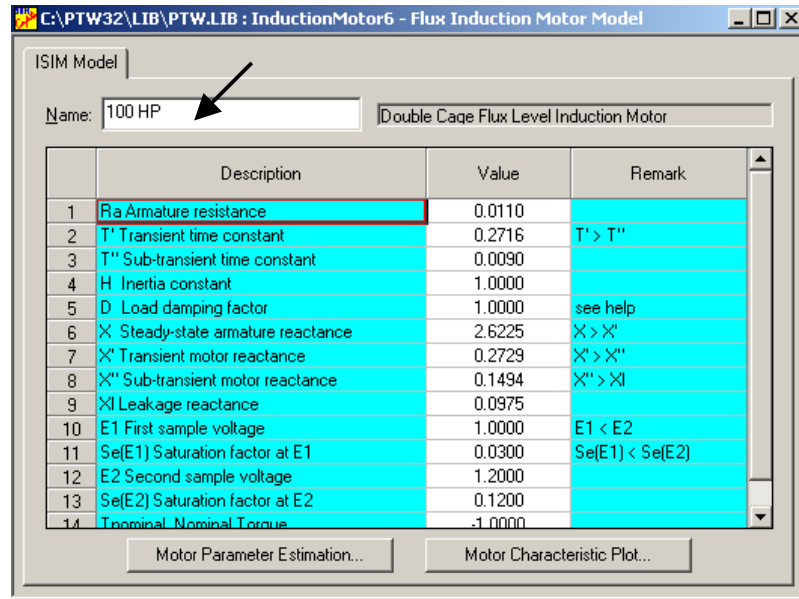 C:\PTW32\LIB\PTW.LIB : InductionMotor6 - Flux Induction Motor Model
ISIM Model
Name: 100 HP Double Cage Flux Level Induction Motor
Description Value Remark
1 Ra Armature resistance 0.0110
2 T' Transient time constant 0.2716 T' > T''
3 T'' Sub-transient time constant 0.0090
4 H Inertia constant 1.0000
5 D Load damping factor 1.0000 see help
6 X Steady-state armature reactance 2.6225 X > X'
7 X' Transient motor reactance 0.2729 X' > X''
8 X'' Sub-transient motor reactance 0.1494 X'' > Xl
9 Xl Leakage reactance 0.0975
10 E1 First sample voltage 1.0000 E1 < E2
11 Se(E1) Saturation factor at E1 0.0300 Se(E1) < Se(E2)
12 E2 Second sample voltage 1.2000
13 Se(E2) Saturation factor at E2 0.1200
14 Tnominal Nominal Torque -1.0000
Motor Parameter Estimation... Motor Characteristic Plot...